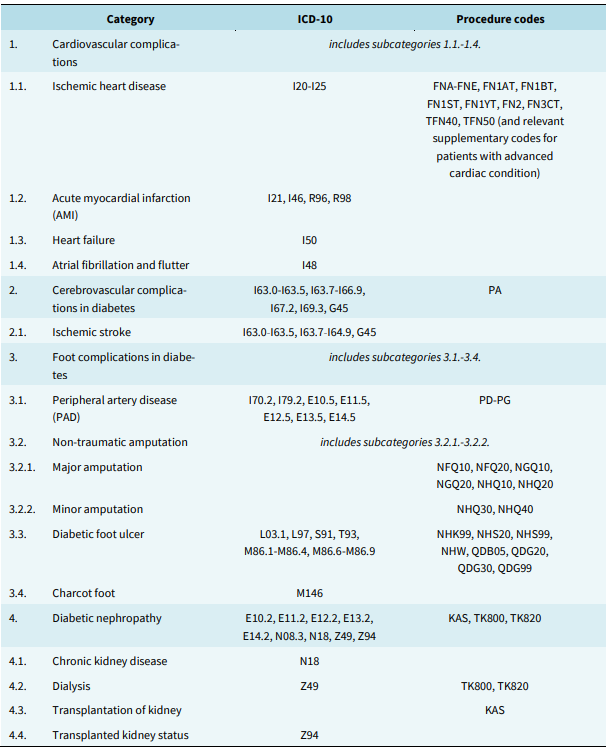 Category ICD-10 Procedure codes
1. Cardiovascular complica- includes subcategories 1.1.-1.4.
tions
1.1. Ischemic heart disease I20-I25 FNA-FNE, FN1AT, FN1BT,
FN1ST, FN1YT, FN2, FN3CT,
TFN40, TFN50 (and relevant
supplementary codes for
patients with advanced
cardiac condition)
1.2. Acute myocardial infarction I21, I46, R96, R98
(AMI)
1.3. Heart failure I50
1.4. Atrial fibrillation and flutter I48
2. Cerebrovascular complica- I63.0-I63.5, I63.7-I66.9, PA
tions in diabetes I67.2, I69.3, G45
2.1. Ischemic stroke I63.0-I63.5, I63.7-I64.9, G45
3. Foot complications in diabe- includes subcategories 3.1.-3.4.
tes
3.1. Peripheral artery disease I70.2, I79.2, E10.5, E11.5, PD-PG
(PAD) E12.5, E13.5, E14.5
3.2. Non-traumatic amputation includes subcategories 3.2.1.-3.2.2.
3.2.1. Major amputation NFQ10, NFQ20, NGQ10,
NGQ20, NHQ10, NHQ20
3.2.2. Minor amputation NHQ30, NHQ40
3.3. Diabetic foot ulcer L03.1, L97, S91, T93, NHK99, NHS20, NHS99,
M86.1-M86.4, M86.6-M86.9 NHW, QDB05, QDG20,
QDG30, QDG99
3.4. Charcot foot M146
4. Diabetic nephropathy E10.2, E11.2, E12.2, E13.2, KAS, TK800, TK820
E14.2, N08.3, N18, Z49, Z94
4.1. Chronic kidney disease N18
4.2. Dialysis Z49 TK800, TK820
4.3. Transplantation of kidney KAS
4.4. Transplanted kidney status Z94